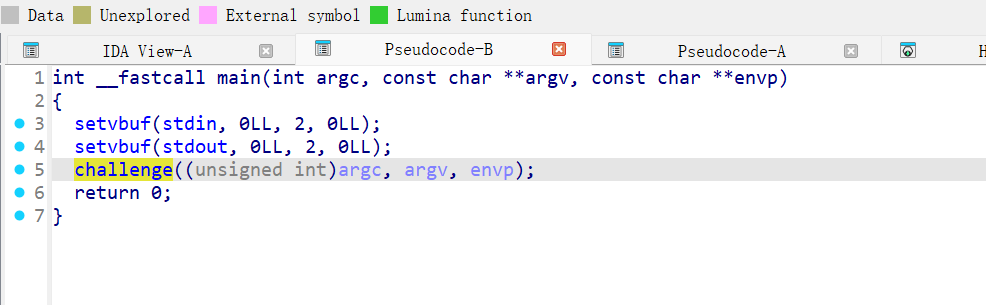 Data Unexplored External symbol Lumina function
IDA View-A Pseudocode-B Pseudocode-A H
1 int __fastcall main(int argc, const char **argv, const char **envp)
2 {
3 setvbuf(stdin, 0LL, 2, 0LL);
4 setvbuf(stdout, 0LL, 2, 0LL);
5 challenge((unsigned int)argc, argv, envp);
6 return 0;
7 }